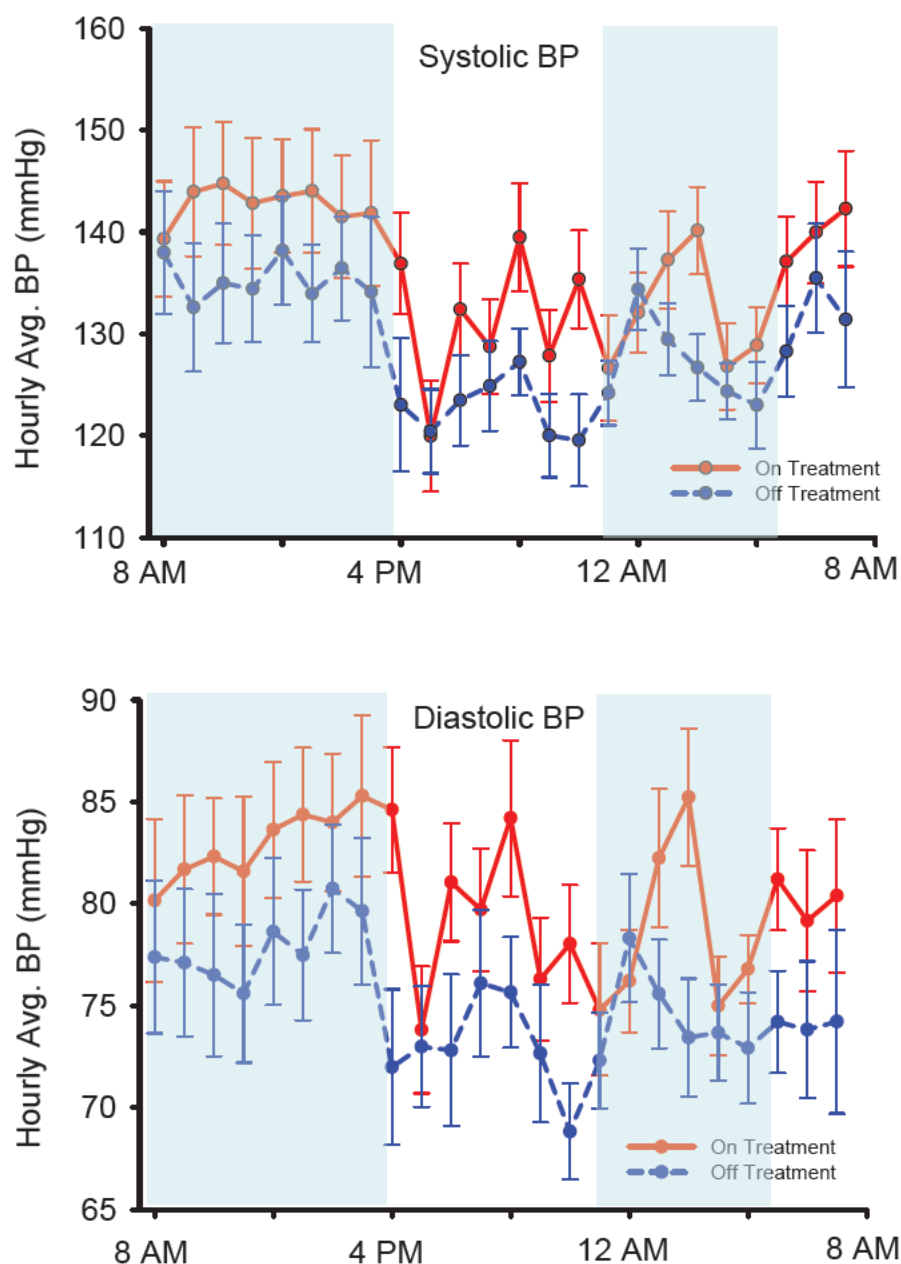 Systolic BP
Hourly Avg. BP (mmHg)
160
150
140
130
120
110
On Treatment
Off Treatment
8 AM 4 PM 12 AM 8 AM
Diastolic BP
Hourly Avg. BP (mmHg)
90
85
80
75
70
65
On Treatment
Off Treatment
8 AM 4 PM 12 AM 8 AM